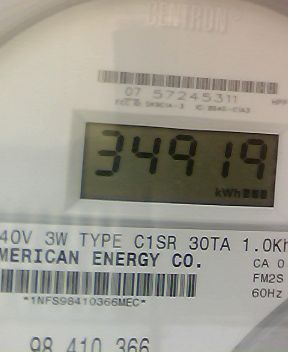 CENTRON®
07 57245311
34919
kWh
40V 3W TYPE C1SR 30TA 1.0Kh
MERICAN ENERGY CO.
CA 0
FM2S
60Hz
*1NFS98410366MEC*
98 410 366